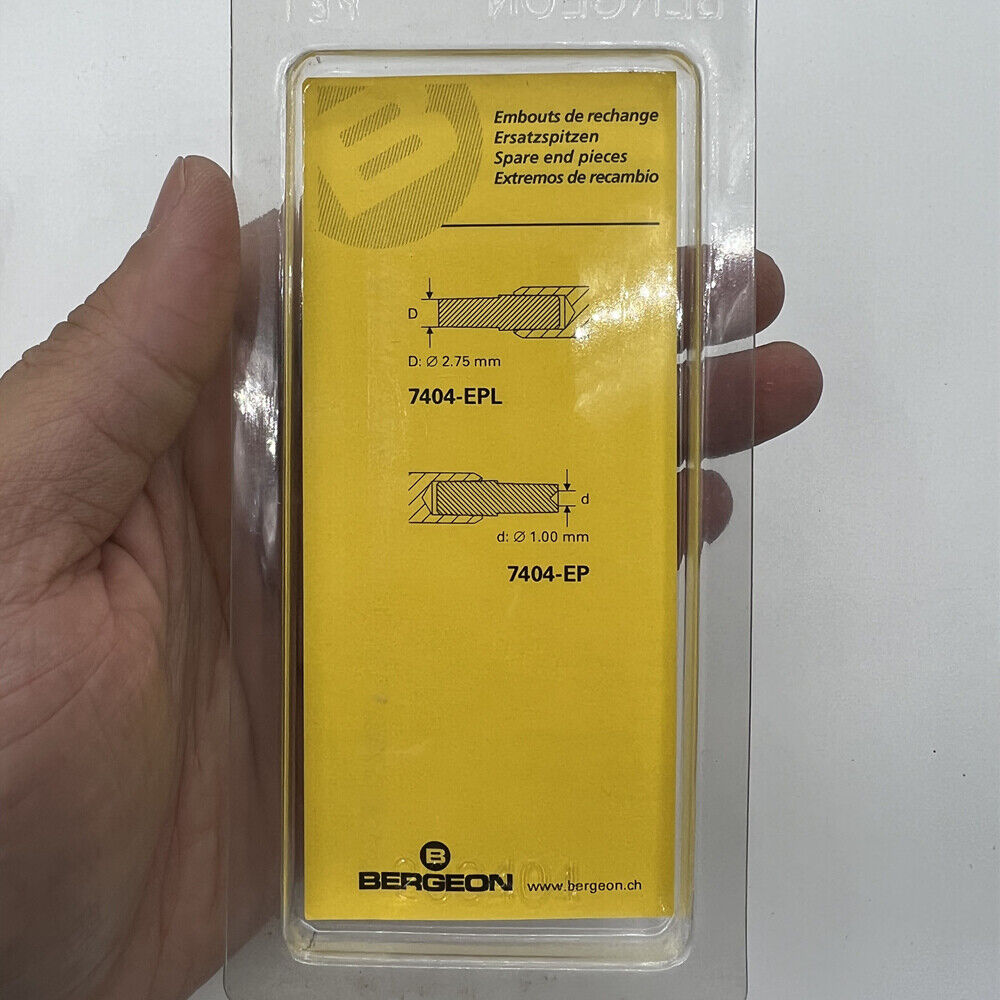 BERGEON
Embouts de rechange
Ersatzspitzen
Spare end pieces
Extremos de recambio
D
D: Ø 2.75 mm
7404-EPL
d
d: Ø 1.00 mm
7404-EP
B
BERGEON www.bergeon.ch